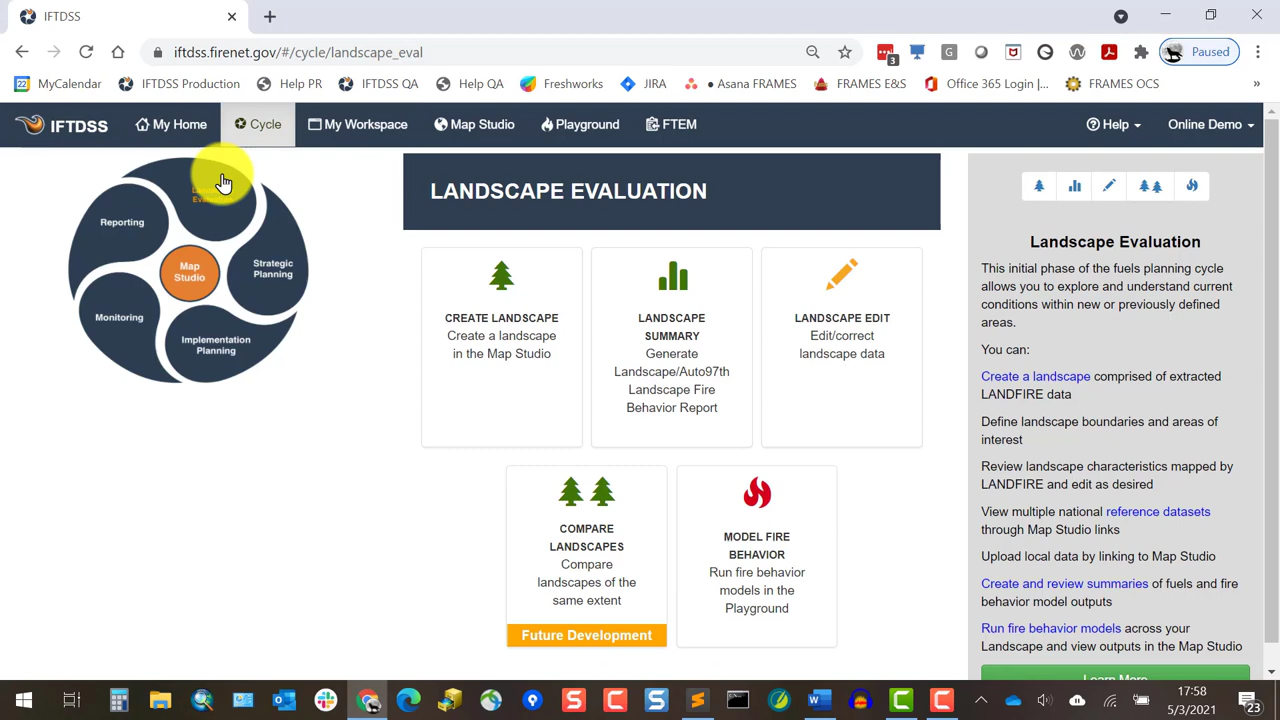 IFTDSS
iftdss.firenet.gov/#/cycle/landscape_eval
3
G
Paused
22 MyCalendar
IFTDSS Production
Help PR
IFTDSS QA
Help QA
Freshworks
JIRA
• Asana FRAMES
FRAMES E&S
Office 365 Login |...
FRAMES OCS
»
IFTDSS
My Home
Cycle
My Workspace
Map Studio
Playground
FTEM
Help
Online Demo
Reporting
Map
Studio
Strategic
Planning
Monitoring
Implementation
Planning
LANDSCAPE EVALUATION
CREATE LANDSCAPE
Create a landscape
in the Map Studio
LANDSCAPE
SUMMARY
Generate
Landscape/Auto97th
Landscape Fire
Behavior Report
LANDSCAPE EDIT
Edit/correct
landscape data
COMPARE
LANDSCAPES
Compare
landscapes of the
same extent
Future Development
MODEL FIRE
BEHAVIOR
Run fire behavior
models in the
Playground
Landscape Evaluation
This initial phase of the fuels planning cycle
allows you to explore and understand current
conditions within new or previously defined
areas.
You can:
Create a landscape comprised of extracted
LANDFIRE data
Define landscape boundaries and areas of
interest
Review landscape characteristics mapped by
LANDFIRE and edit as desired
View multiple national reference datasets
through Map Studio links
Upload local data by linking to Map Studio
Create and review summaries of fuels and fire
behavior model outputs
Run fire behavior models across your
Landscape and view outputs in the Map Studio
Learn More
17:58
5/3/2021
23